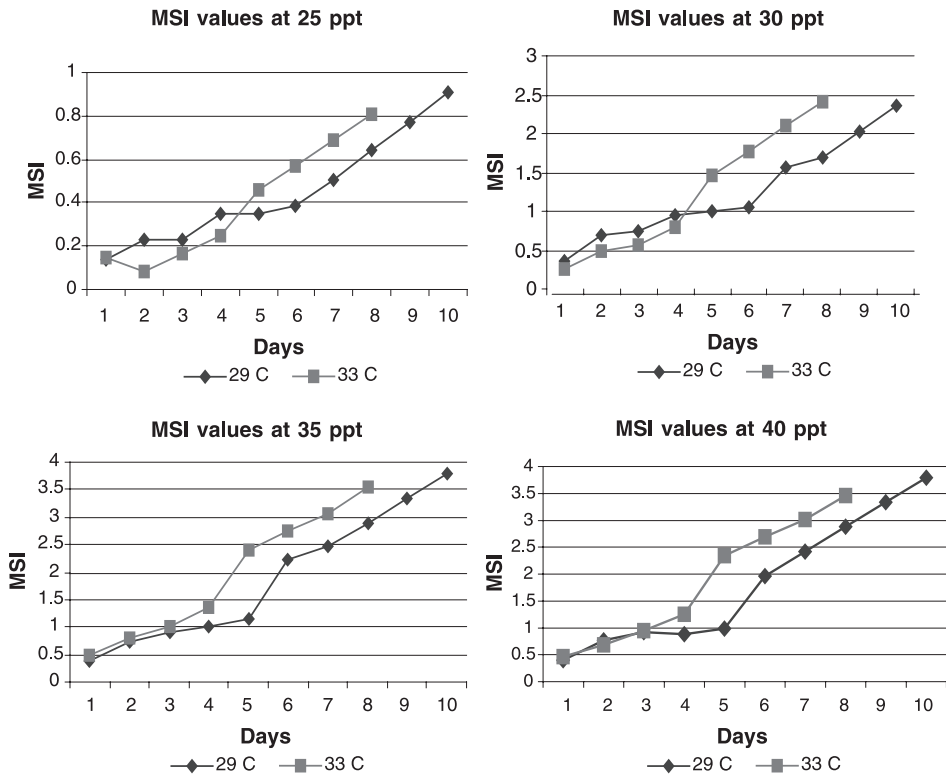 MSI values at 25 ppt
1
0.8
0.6
0.4
0.2
0
MSI
1 2 3 4 5 6 7 8 9 10
Days
29 C 33 C
MSI values at 30 ppt
3
2.5
2
1.5
1
0.5
0
MSI
1 2 3 4 5 6 7 8 9 10
Days
29 C 33 C
MSI values at 35 ppt
4
3.5
3
2.5
2
1.5
1
0.5
0
MSI
1 2 3 4 5 6 7 8 9 10
Days
29 C 33 C
MSI values at 40 ppt
4
3.5
3
2.5
2
1.5
1
0.5
0
MSI
1 2 3 4 5 6 7 8 9 10
Days
29 C 33 C